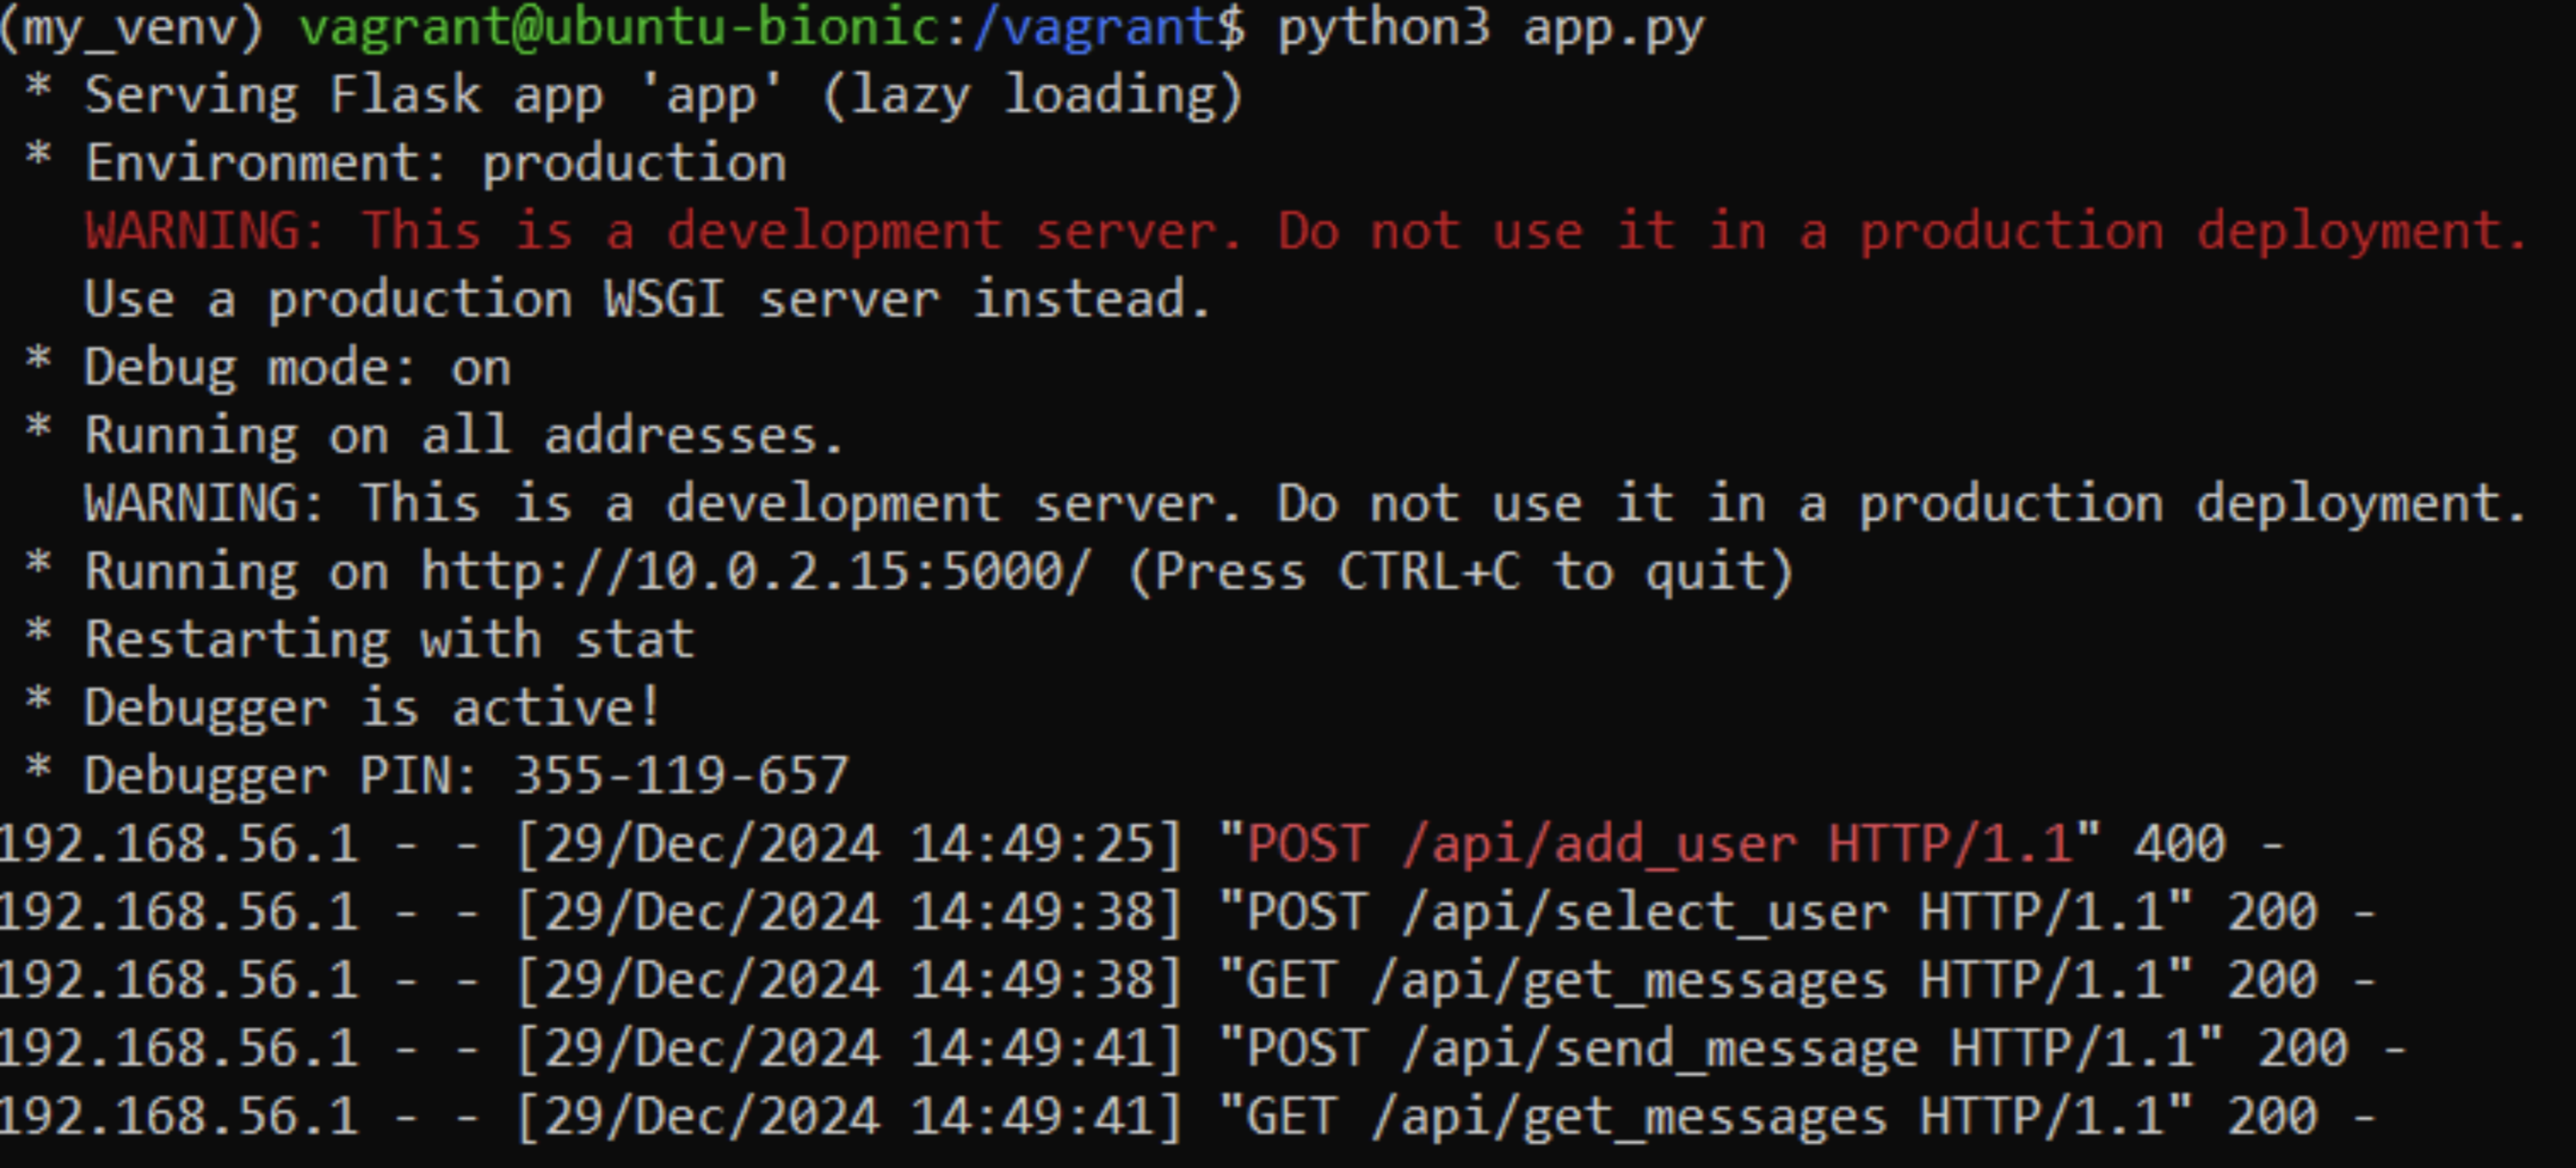 (my_venv) vagrant@ubuntu-bionic:/vagrant$ python3 app.py
 * Serving Flask app 'app' (lazy loading)
 * Environment: production
   WARNING: This is a development server. Do not use it in a production deployment.
   Use a production WSGI server instead.
 * Debug mode: on
 * Running on all addresses.
   WARNING: This is a development server. Do not use it in a production deployment.
 * Running on http://10.0.2.15:5000/ (Press CTRL+C to quit)
 * Restarting with stat
 * Debugger is active!
 * Debugger PIN: 355-119-657
192.168.56.1 - - [29/Dec/2024 14:49:25] "POST /api/add_user HTTP/1.1" 400 -
192.168.56.1 - - [29/Dec/2024 14:49:38] "POST /api/select_user HTTP/1.1" 200 -
192.168.56.1 - - [29/Dec/2024 14:49:38] "GET /api/get_messages HTTP/1.1" 200 -
192.168.56.1 - - [29/Dec/2024 14:49:41] "POST /api/send_message HTTP/1.1" 200 -
192.168.56.1 - - [29/Dec/2024 14:49:41] "GET /api/get_messages HTTP/1.1" 200 -